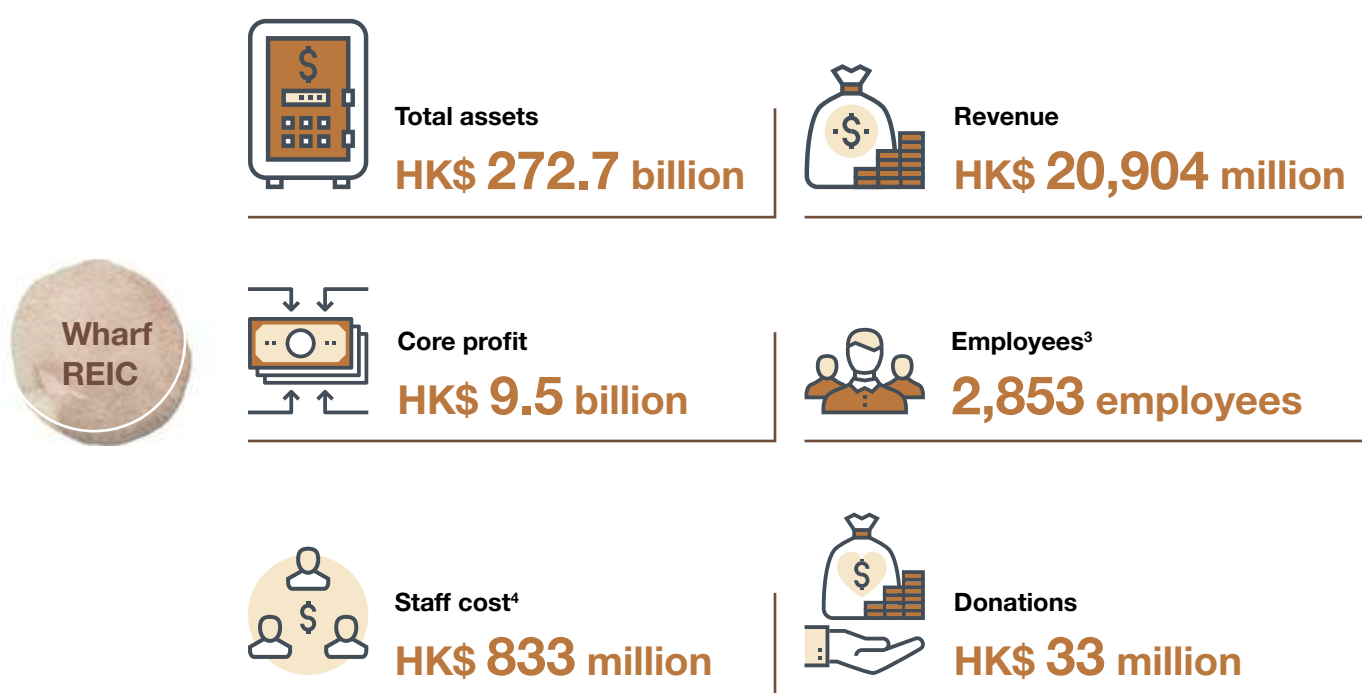 Wharf
REIC
Total assets
HK$ 272.7 billion
Revenue
HK$ 20,904 million
Core profit
HK$ 9.5 billion
Employees³
2,853 employees
Staff cost⁴
HK$ 833 million
Donations
HK$ 33 million